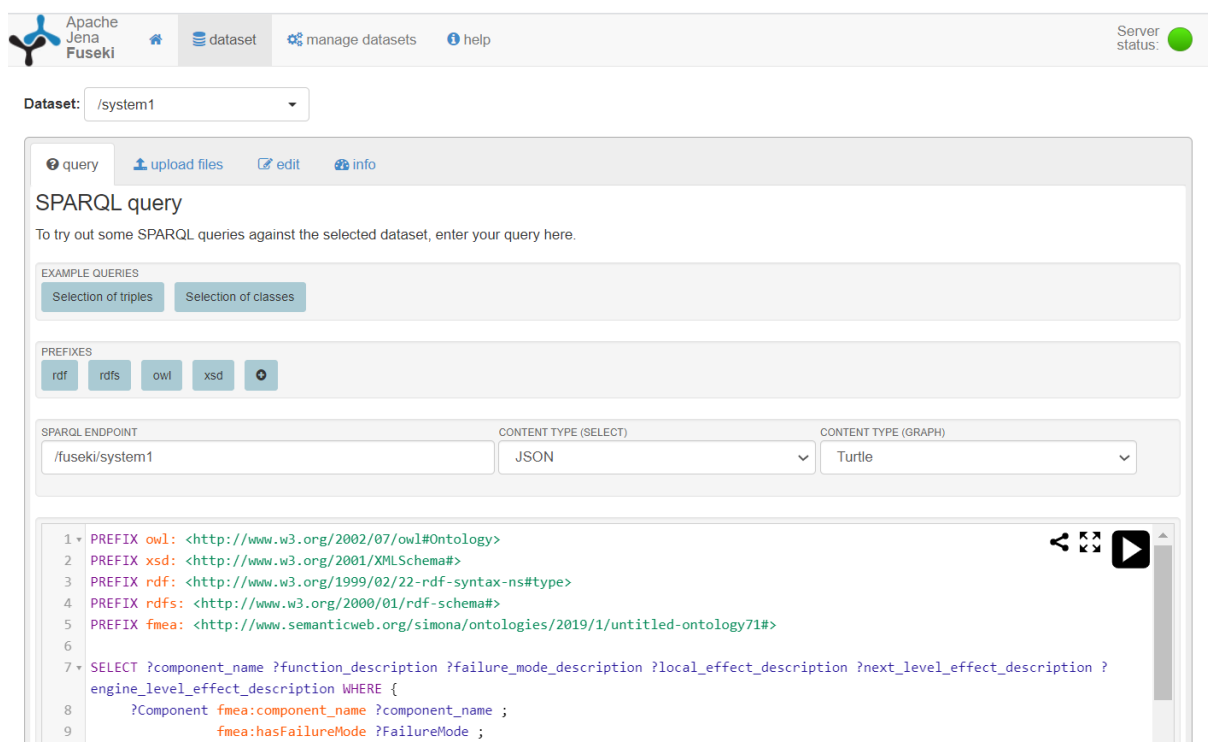 Apache
Jena
Fuseki
dataset
manage datasets
help
Server
status:
Dataset:
/system1
query
upload files
edit
info
SPARQL query
To try out some SPARQL queries against the selected dataset, enter your query here.
EXAMPLE QUERIES
Selection of triples
Selection of classes
PREFIXES
rdf
rdfs
owl
xsd
SPARQL ENDPOINT
CONTENT TYPE (SELECT)
CONTENT TYPE (GRAPH)
/fuseki/system1
JSON
Turtle
1 PREFIX owl: <http://www.w3.org/2002/07/owl#Ontology>
2 PREFIX xsd: <http://www.w3.org/2001/XMLSchema#>
3 PREFIX rdf: <http://www.w3.org/1999/02/22-rdf-syntax-ns#type>
4 PREFIX rdfs: <http://www.w3.org/2000/01/rdf-schema#>
5 PREFIX fmea: <http://www.semanticweb.org/simona/ontologies/2019/1/untitled-ontology71#>
6
7 SELECT ?component_name ?function_description ?failure_mode_description ?local_effect_description ?next_level_effect_description ?
engine_level_effect_description WHERE {
8 ?Component fmea:component_name ?component_name ;
9 fmea:hasFailureMode ?FailureMode ;